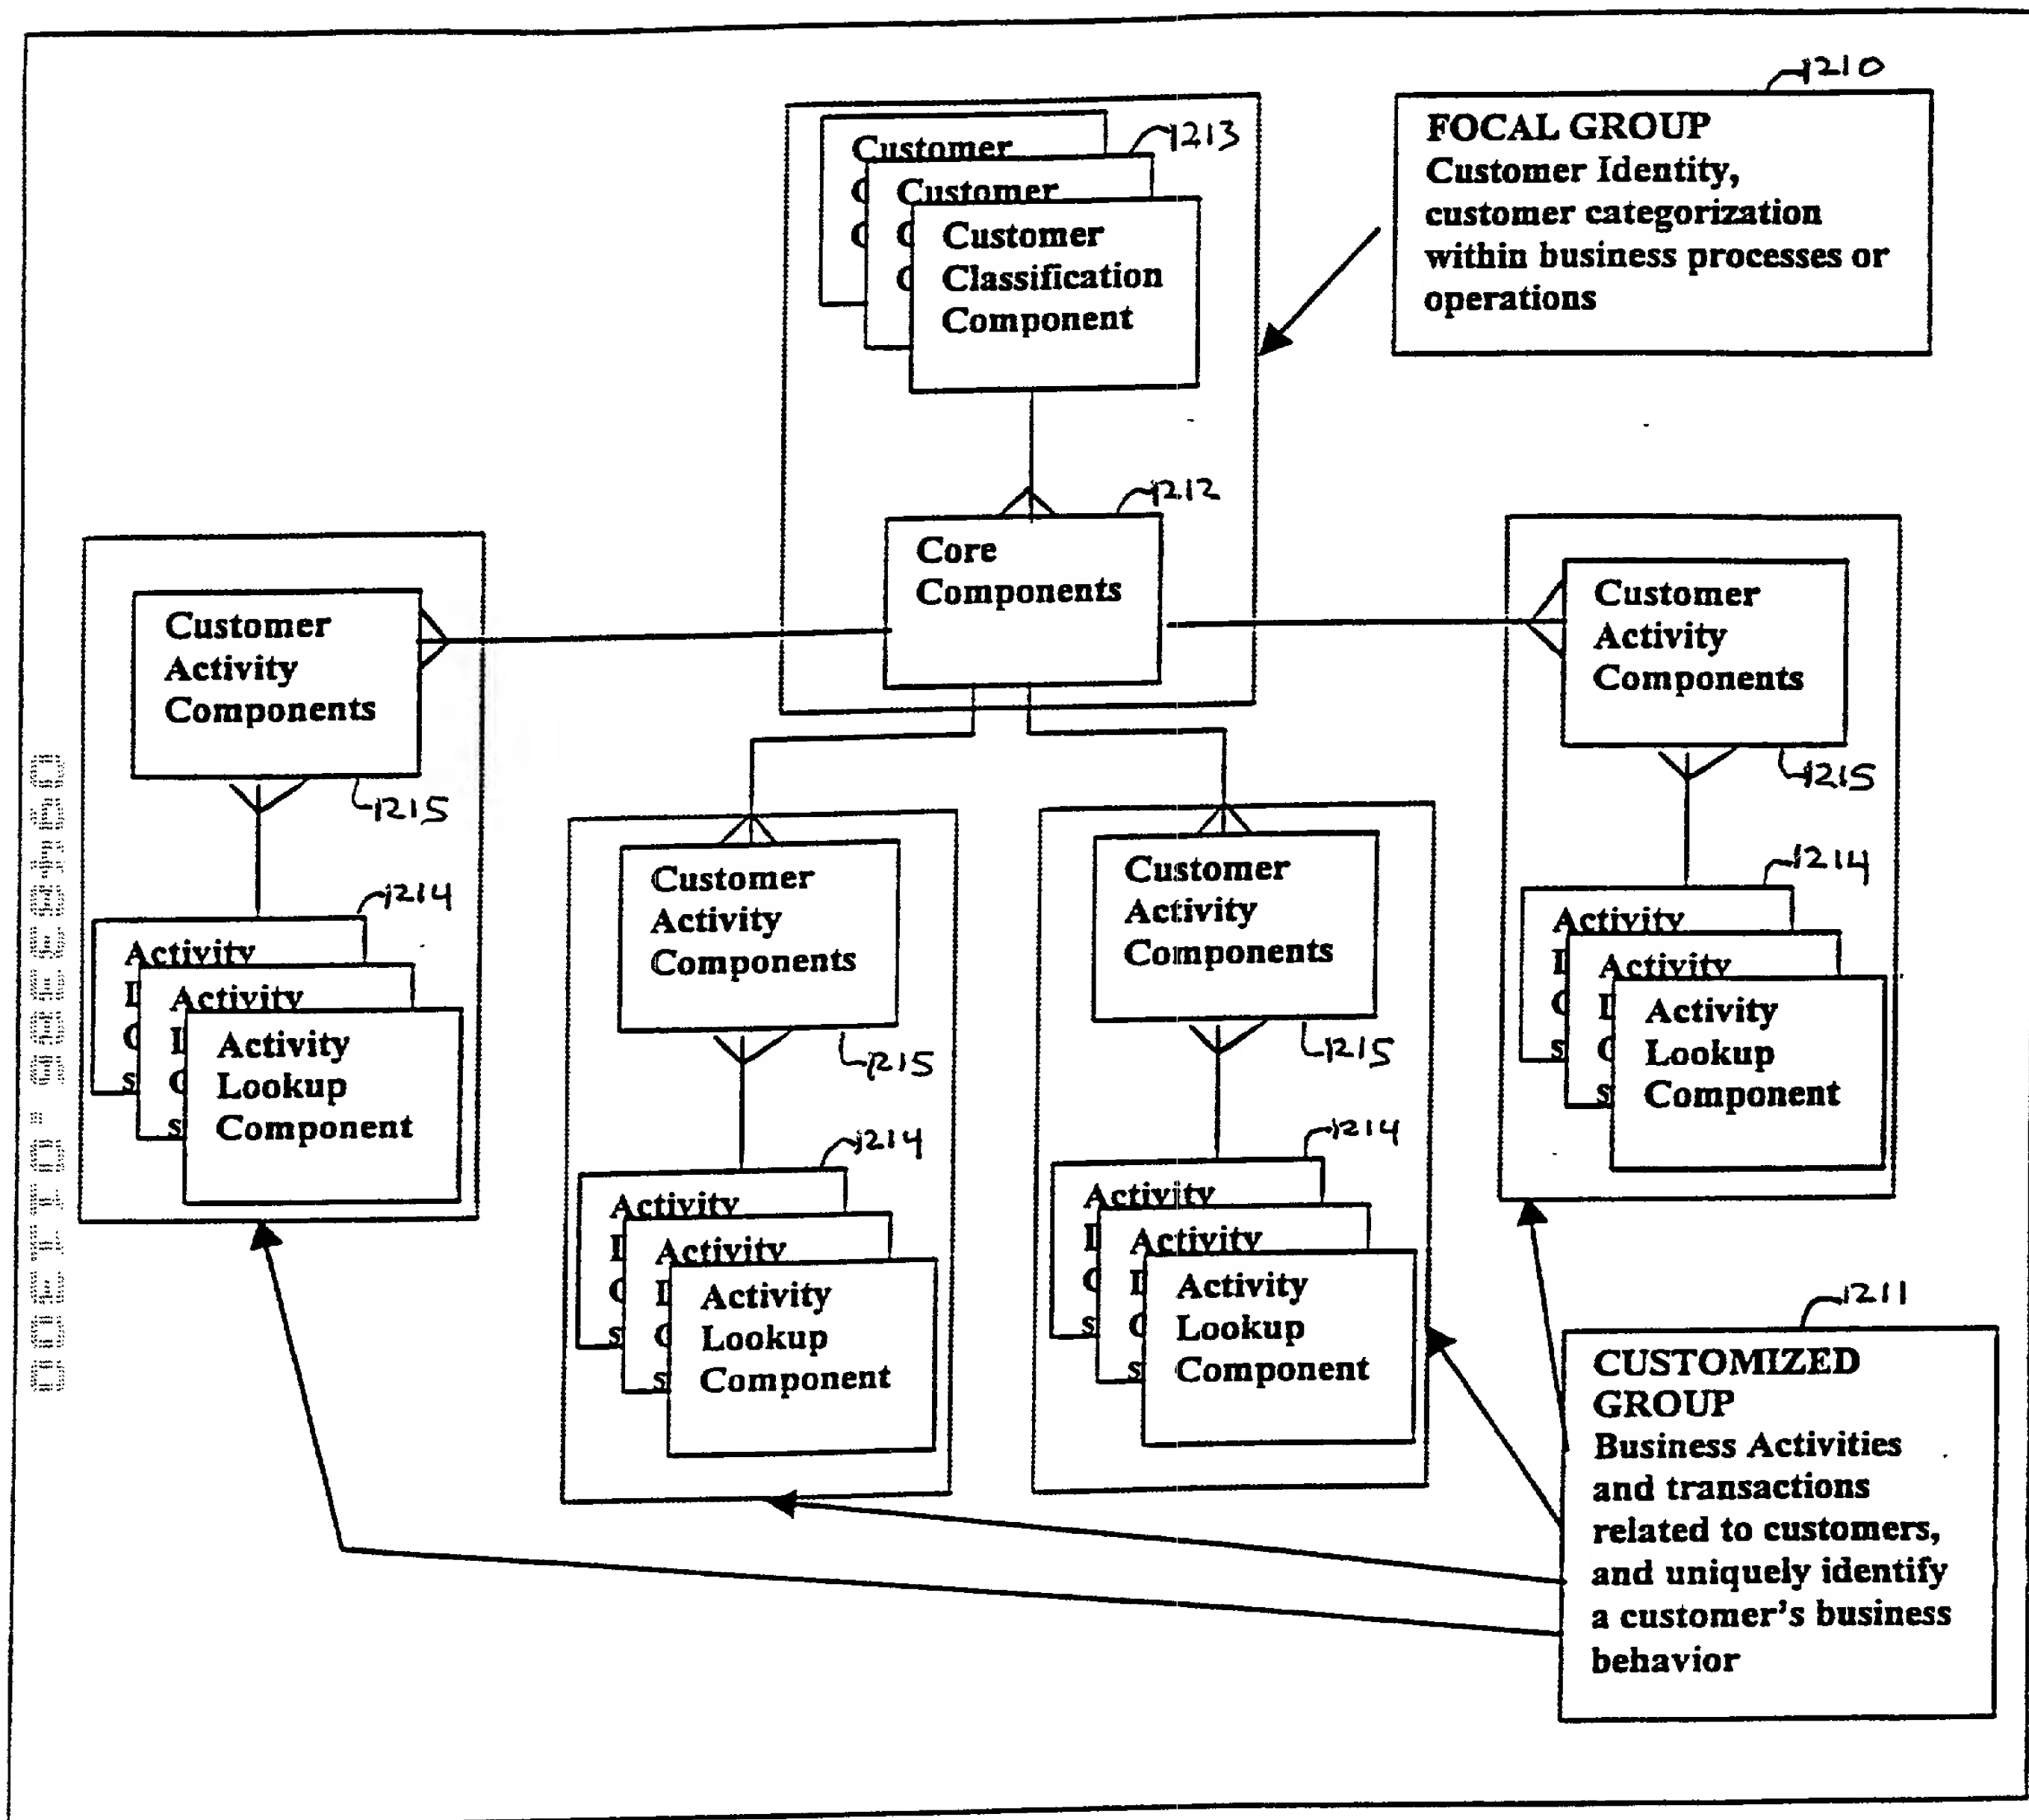 1210
FOCAL GROUP
Customer Identity,
customer categorization
within business processes or
operations
1213
Customer
C
C
Customer
C
C
Customer
Classification
Component
1212
Core
Components
Customer
Activity
Components
1215
1214
Activity
L
C
s
Activity
L
C
s
Activity
Lookup
Component
Customer
Activity
Components
1215
1214
Activity
L
C
s
Activity
L
C
s
Activity
Lookup
Component
Customer
Activity
Components
1215
1214
Activity
L
C
s
Activity
L
C
s
Activity
Lookup
Component
Customer
Activity
Components
1215
1214
Activity
L
C
s
Activity
L
C
s
Activity
Lookup
Component
1211
CUSTOMIZED
GROUP
Business Activities
and transactions
related to customers,
and uniquely identify
a customer's business
behavior